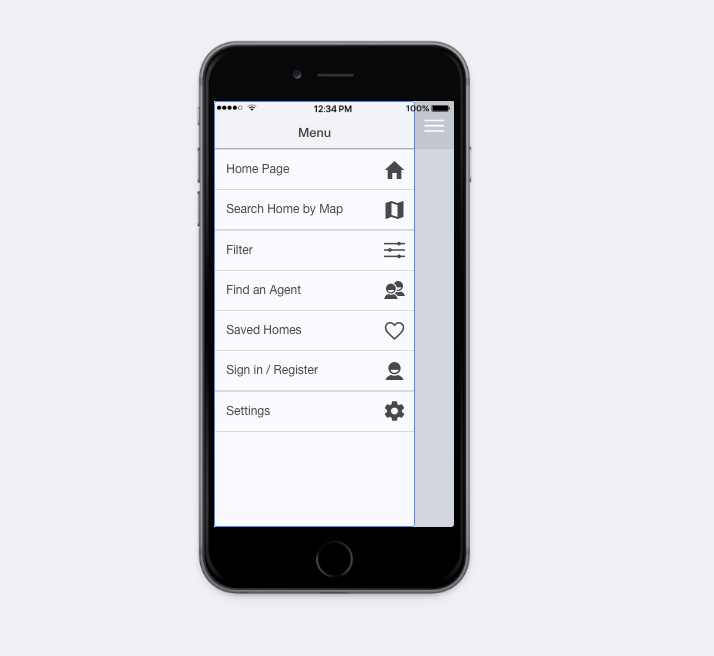 12:34 PM
100%
Menu
Home Page
Search Home by Map
Filter
Find an Agent
Saved Homes
Sign in / Register
Settings